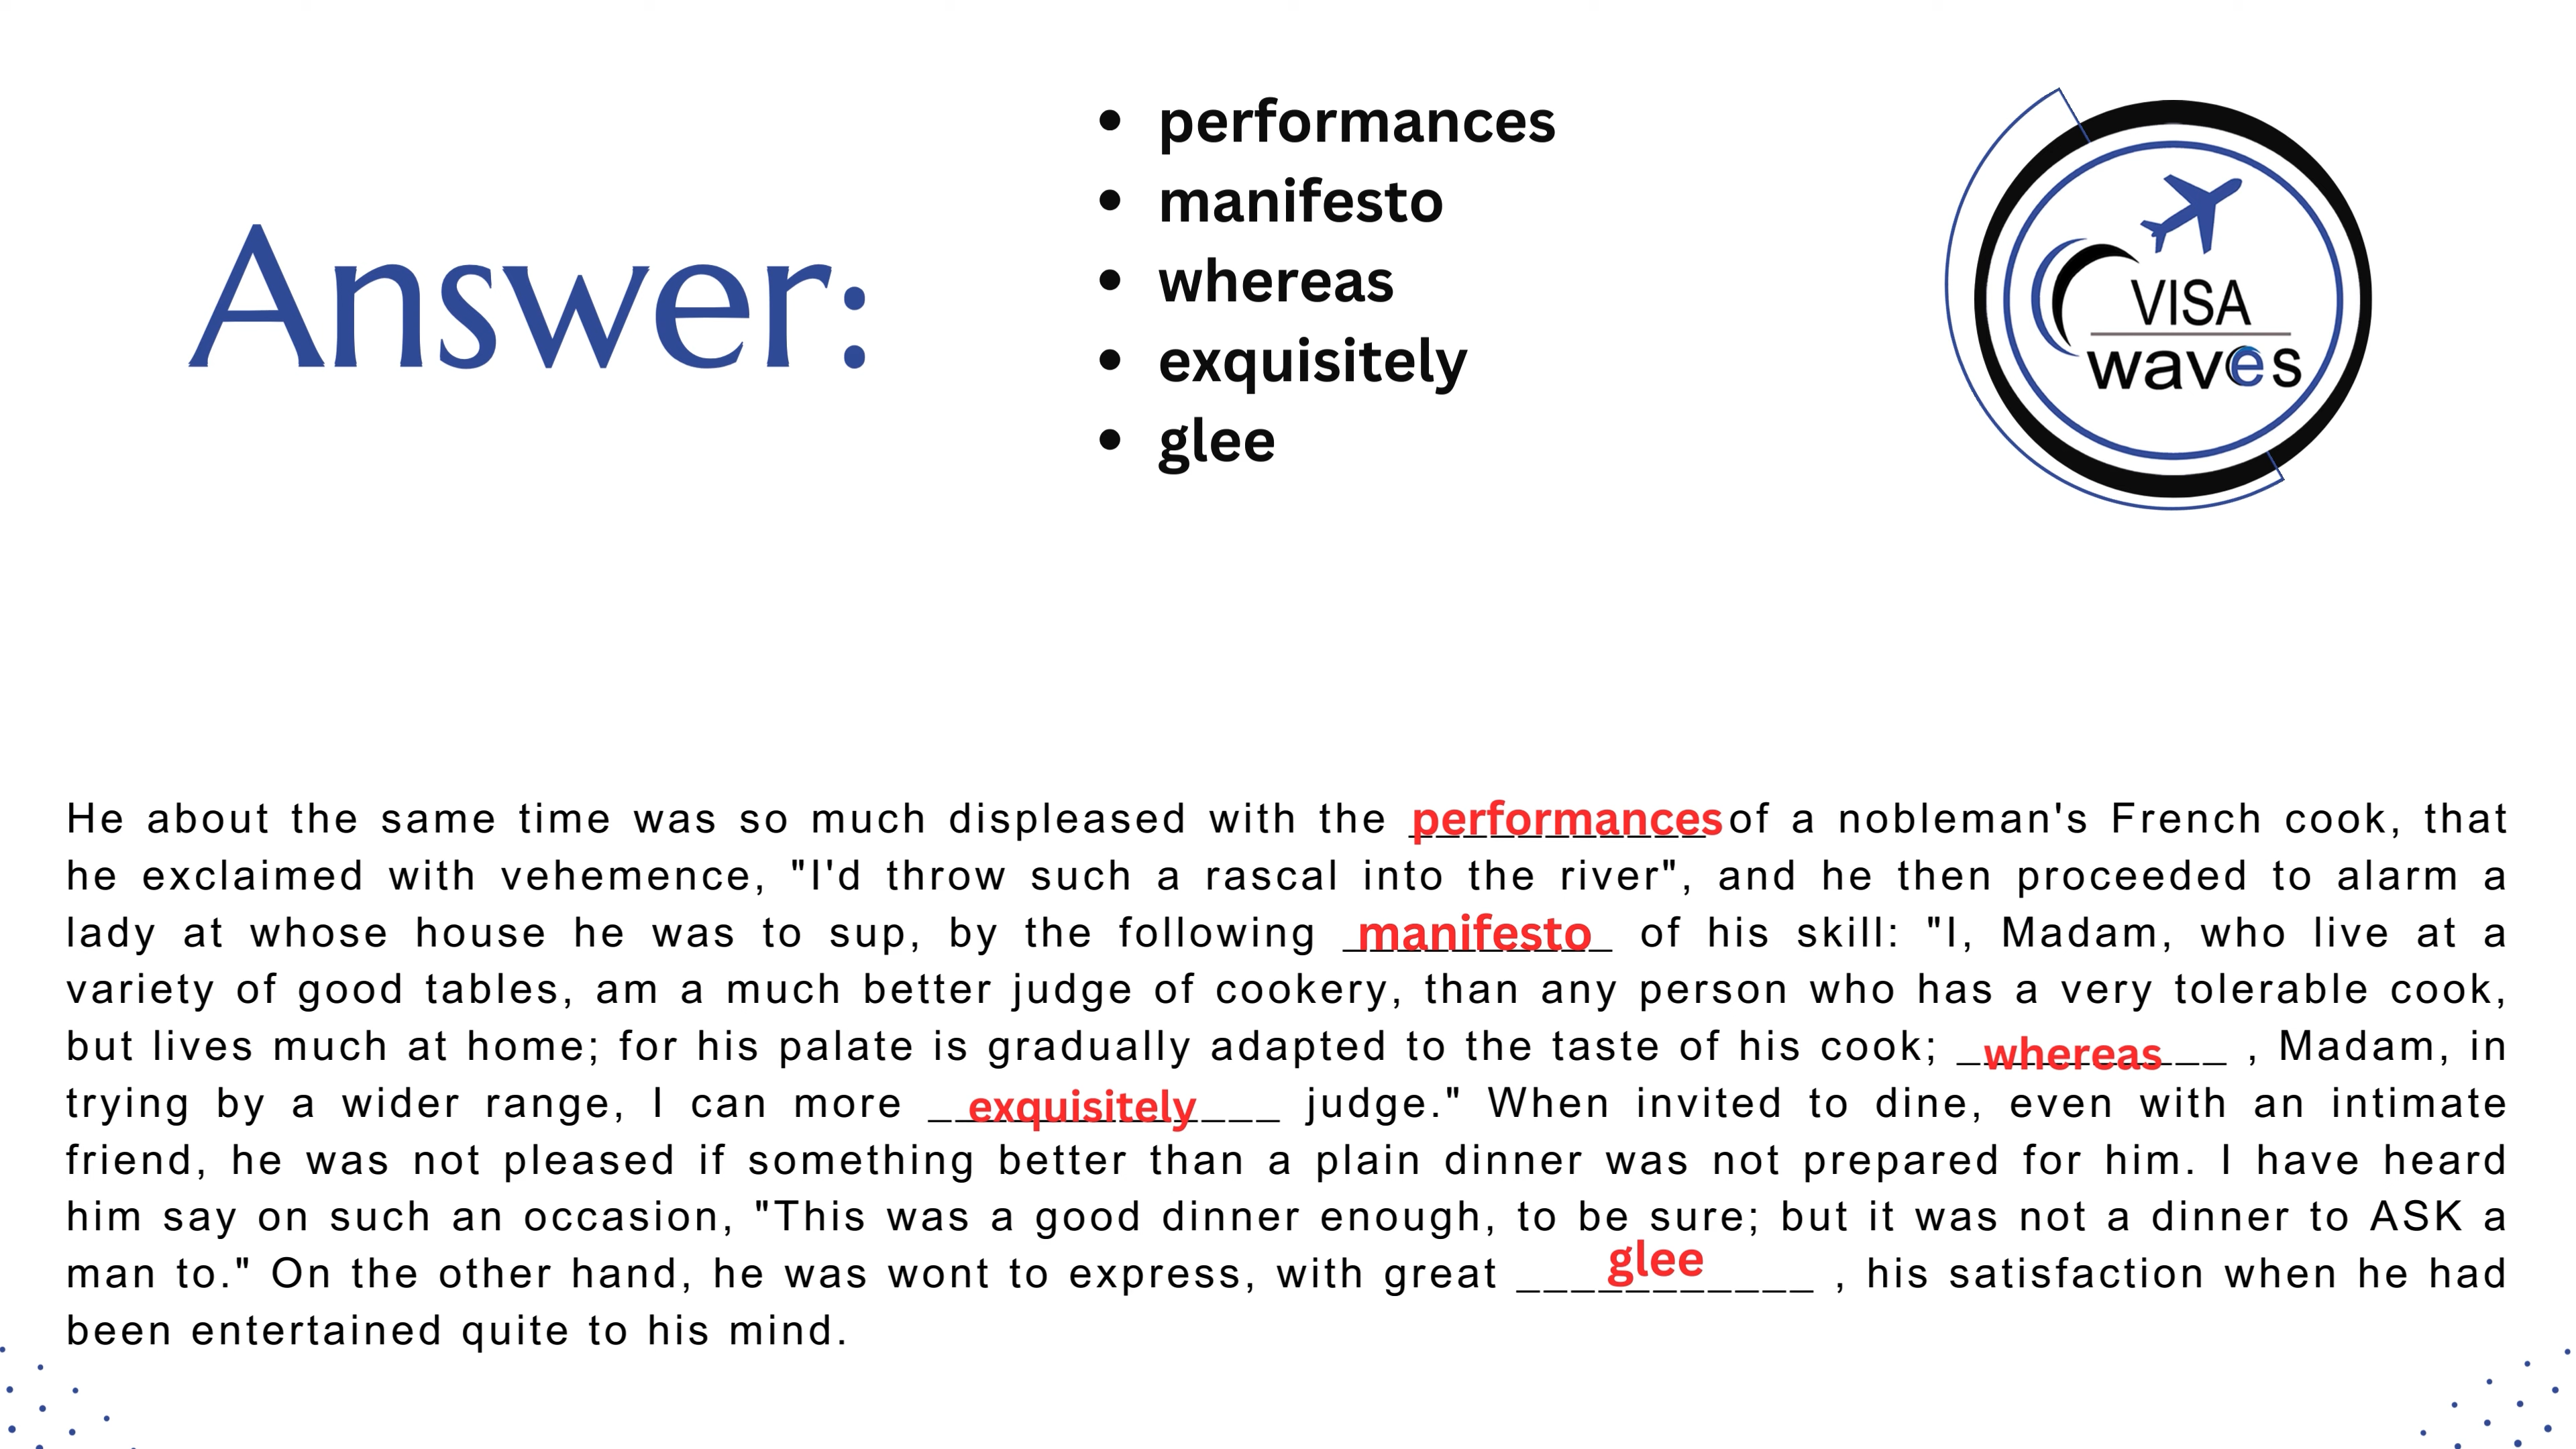 Answer:
• performances
• manifesto
• whereas
• exquisitely
• glee
VISA
waves
He about the same time was so much displeased with the performances of a nobleman's French cook, that
he exclaimed with vehemence, "I'd throw such a rascal into the river", and he then proceeded to alarm a
lady at whose house he was to sup, by the following manifesto of his skill: "I, Madam, who live at a
variety of good tables, am a much better judge of cookery, than any person who has a very tolerable cook,
but lives much at home; for his palate is gradually adapted to the taste of his cook; whereas , Madam, in
trying by a wider range, I can more exquisitely judge." When invited to dine, even with an intimate
friend, he was not pleased if something better than a plain dinner was not prepared for him. I have heard
him say on such an occasion, "This was a good dinner enough, to be sure; but it was not a dinner to ASK a
man to." On the other hand, he was wont to express, with great glee , his satisfaction when he had
been entertained quite to his mind.